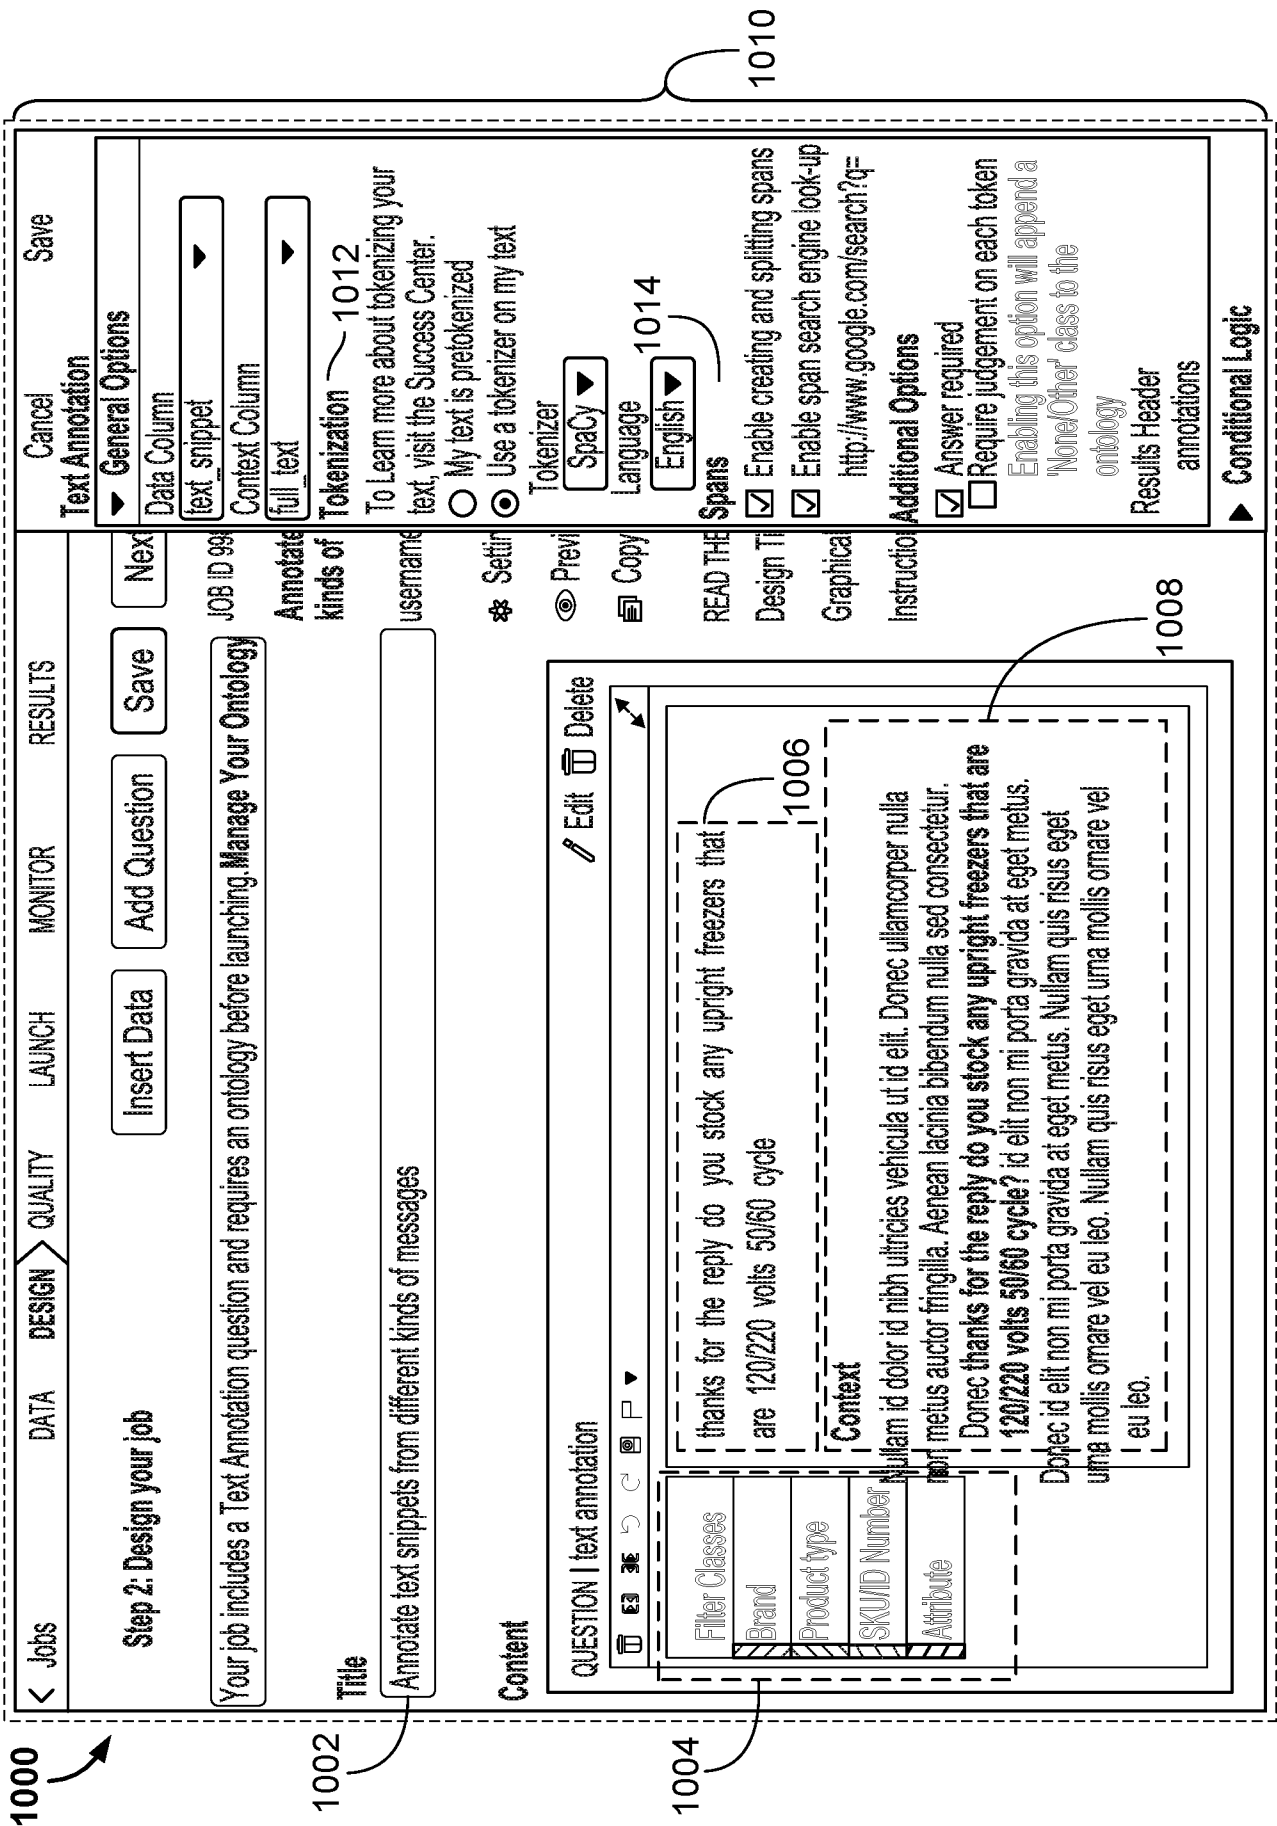 1000
< Jobs
DATA
DESIGN
QUALITY
LAUNCH
MONITOR
RESULTS
Step 2: Design your job
Insert Data
Add Question
Save
Next
Your job includes a Text Annotation question and requires an ontology before launching. Manage Your Ontology
JOB ID 99
Title
Annotate
kinds of
1002
Annotate text snippets from different kinds of messages
username
Content
Settin
Previ
Copy
READ THE
Design Ti
Graphical
Instruction
QUESTION | text annotation
Edit
Delete
1004
Filter Classes
Brand
Product type
SKU/ID Number
Attribute
1006
thanks for the reply do you stock any upright freezers that
are 120/220 volts 50/60 cycle
1008
Context
Nullam id dolor id nibh ultricies vehicula ut id elit. Donec ullamcorper nulla
non metus auctor fringilla. Aenean lacinia bibendum nulla sed consectetur.
Donec thanks for the reply do you stock any upright freezers that are
120/220 volts 50/60 cycle? id elit non mi porta gravida at eget metus.
Donec id elit non mi porta gravida at eget metus. Nullam quis risus eget
urna mollis ornare vel eu leo. Nullam quis risus eget urna mollis ornare vel
eu leo.
1010
Cancel
Save
Text Annotation
General Options
Data Column
text snippet
Context Column
full text
Tokenization
1012
To Learn more about tokenizing your
text, visit the Success Center.
My text is pretokenized
Use a tokenizer on my text
Tokenizer
SpaCy
Language
English
1014
Spans
Enable creating and splitting spans
Enable span search engine look-up
http://www.google.com/search?q=
Additional Options
Answer required
Require judgement on each token
Enabling this option will append a
'None/Other' class to the
ontology
Results Header
annotations
Conditional Logic